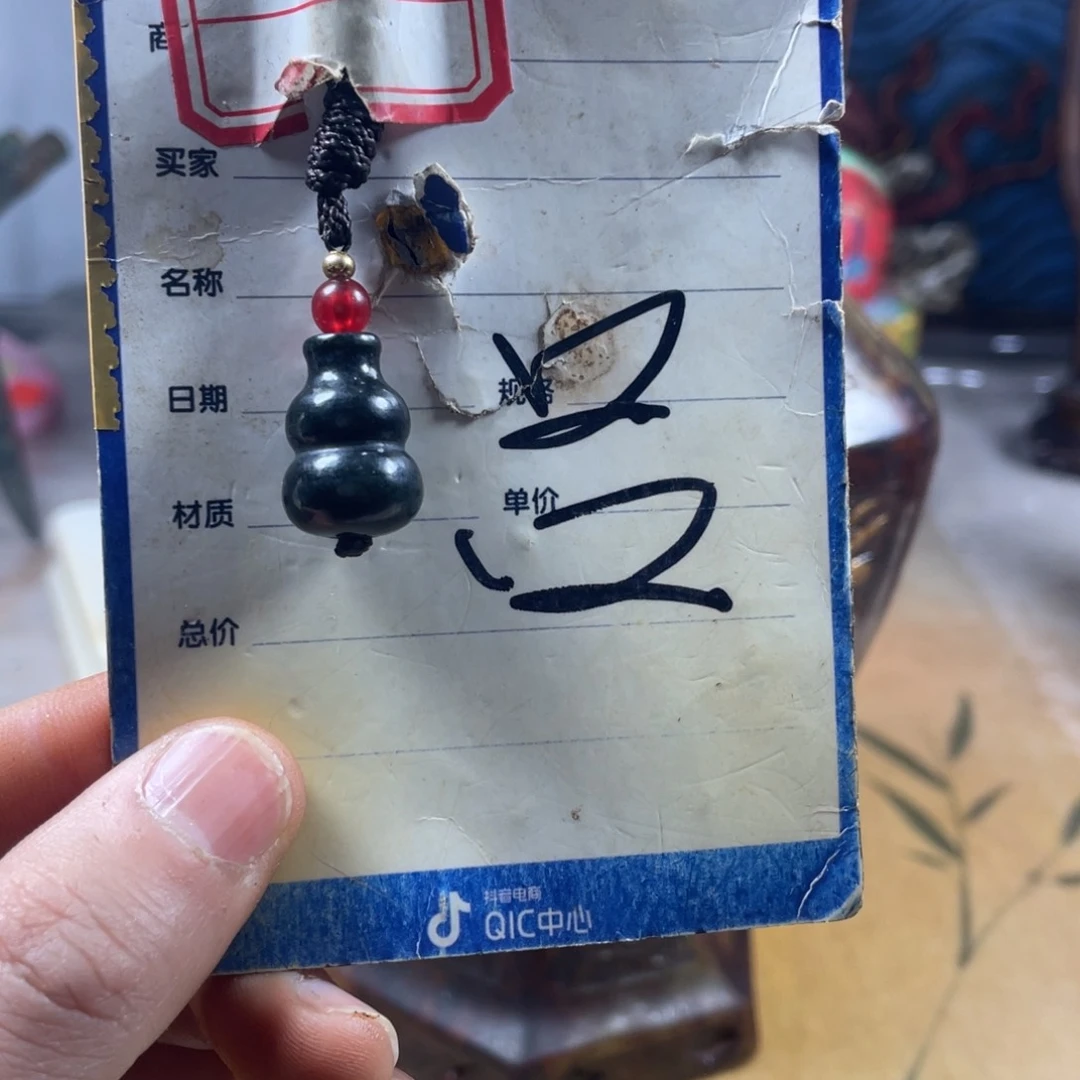 商
买家
名称
日期 规格
材质 单价
总价
抖音电商
QIC中心